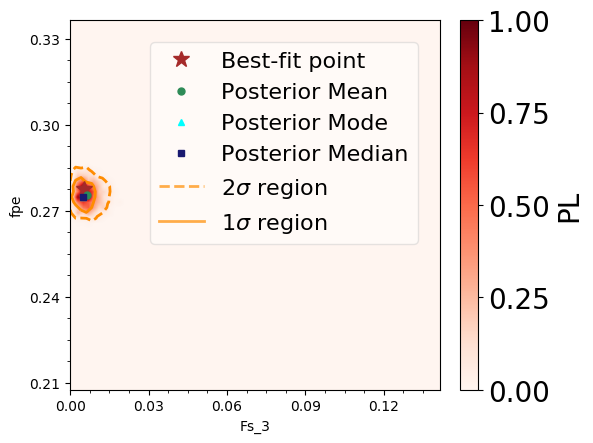 0.33
0.30
0.27
0.24
0.21
fpe
0.00
0.03
0.06
0.09
0.12
Fs_3
Best-fit point
Posterior Mean
Posterior Mode
Posterior Median
2σ region
1σ region
1.00
0.75
0.50
0.25
0.00
PL